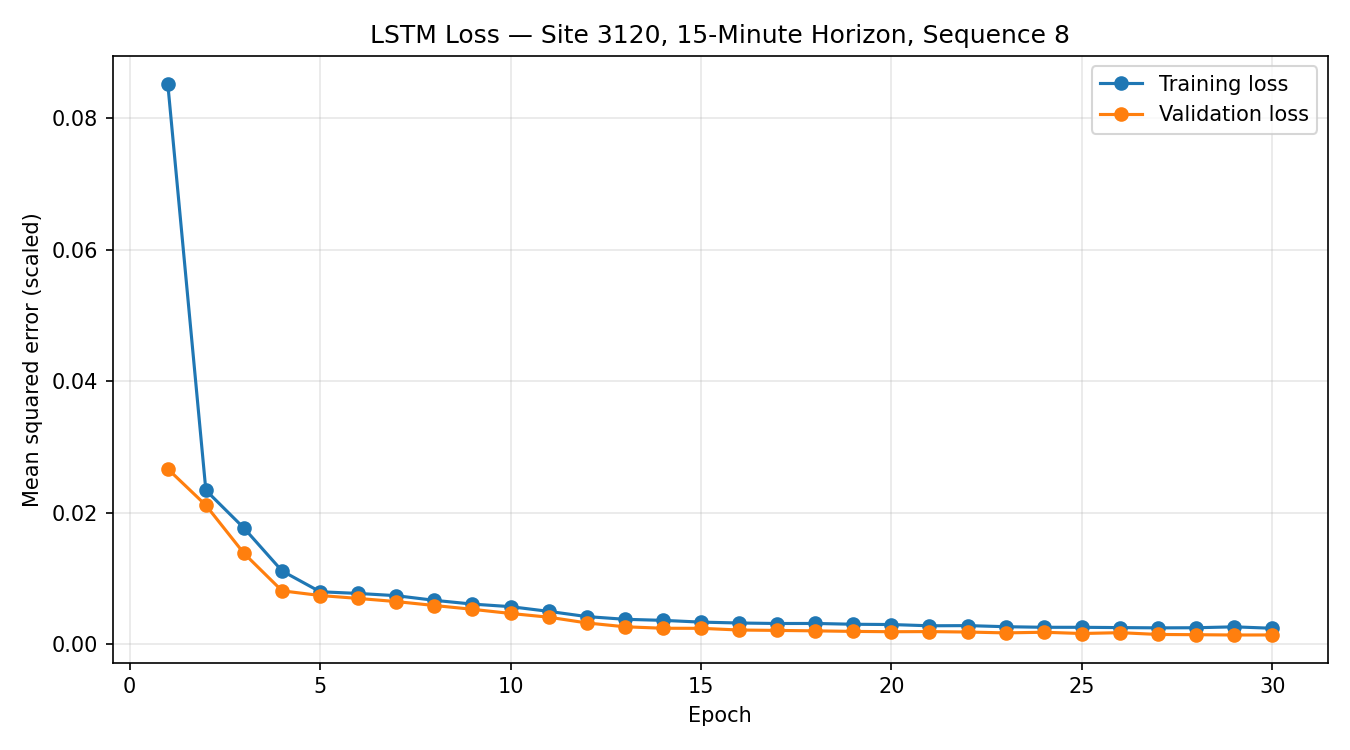 LSTM Loss — Site 3120, 15-Minute Horizon, Sequence 8
Training loss
Validation loss
Mean squared error (scaled)
0.08
0.06
0.04
0.02
0.00
0 5 10 15 20 25 30
Epoch